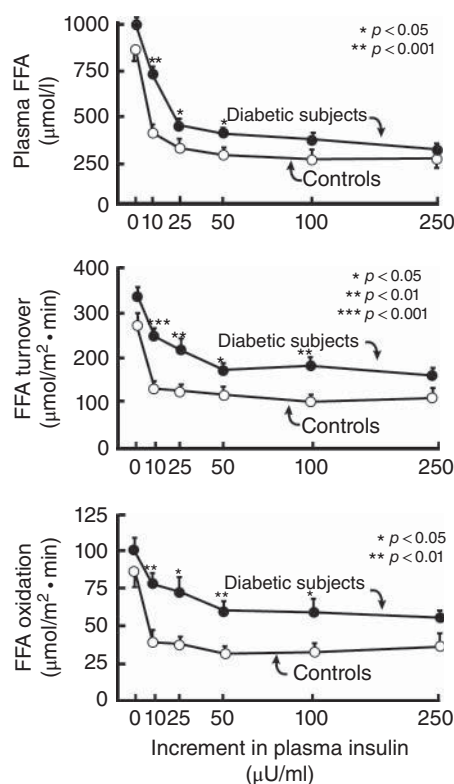 1000
750
500
250
0
Plasma FFA
(μmol/l)
* p < 0.05
** p < 0.001
**
*
*
Diabetic subjects
Controls
0 10 25 50 100 250
400
300
200
100
0
FFA turnover
(μmol/m² • min)
* p < 0.05
** p < 0.01
*** p < 0.001
***
**
*
**
Diabetic subjects
Controls
0 10 25 50 100 250
125
100
75
50
25
0
FFA oxidation
(μmol/m² • min)
* p < 0.05
** p < 0.01
**
*
**
*
Diabetic subjects
Controls
0 10 25 50 100 250
Increment in plasma insulin
(μU/ml)